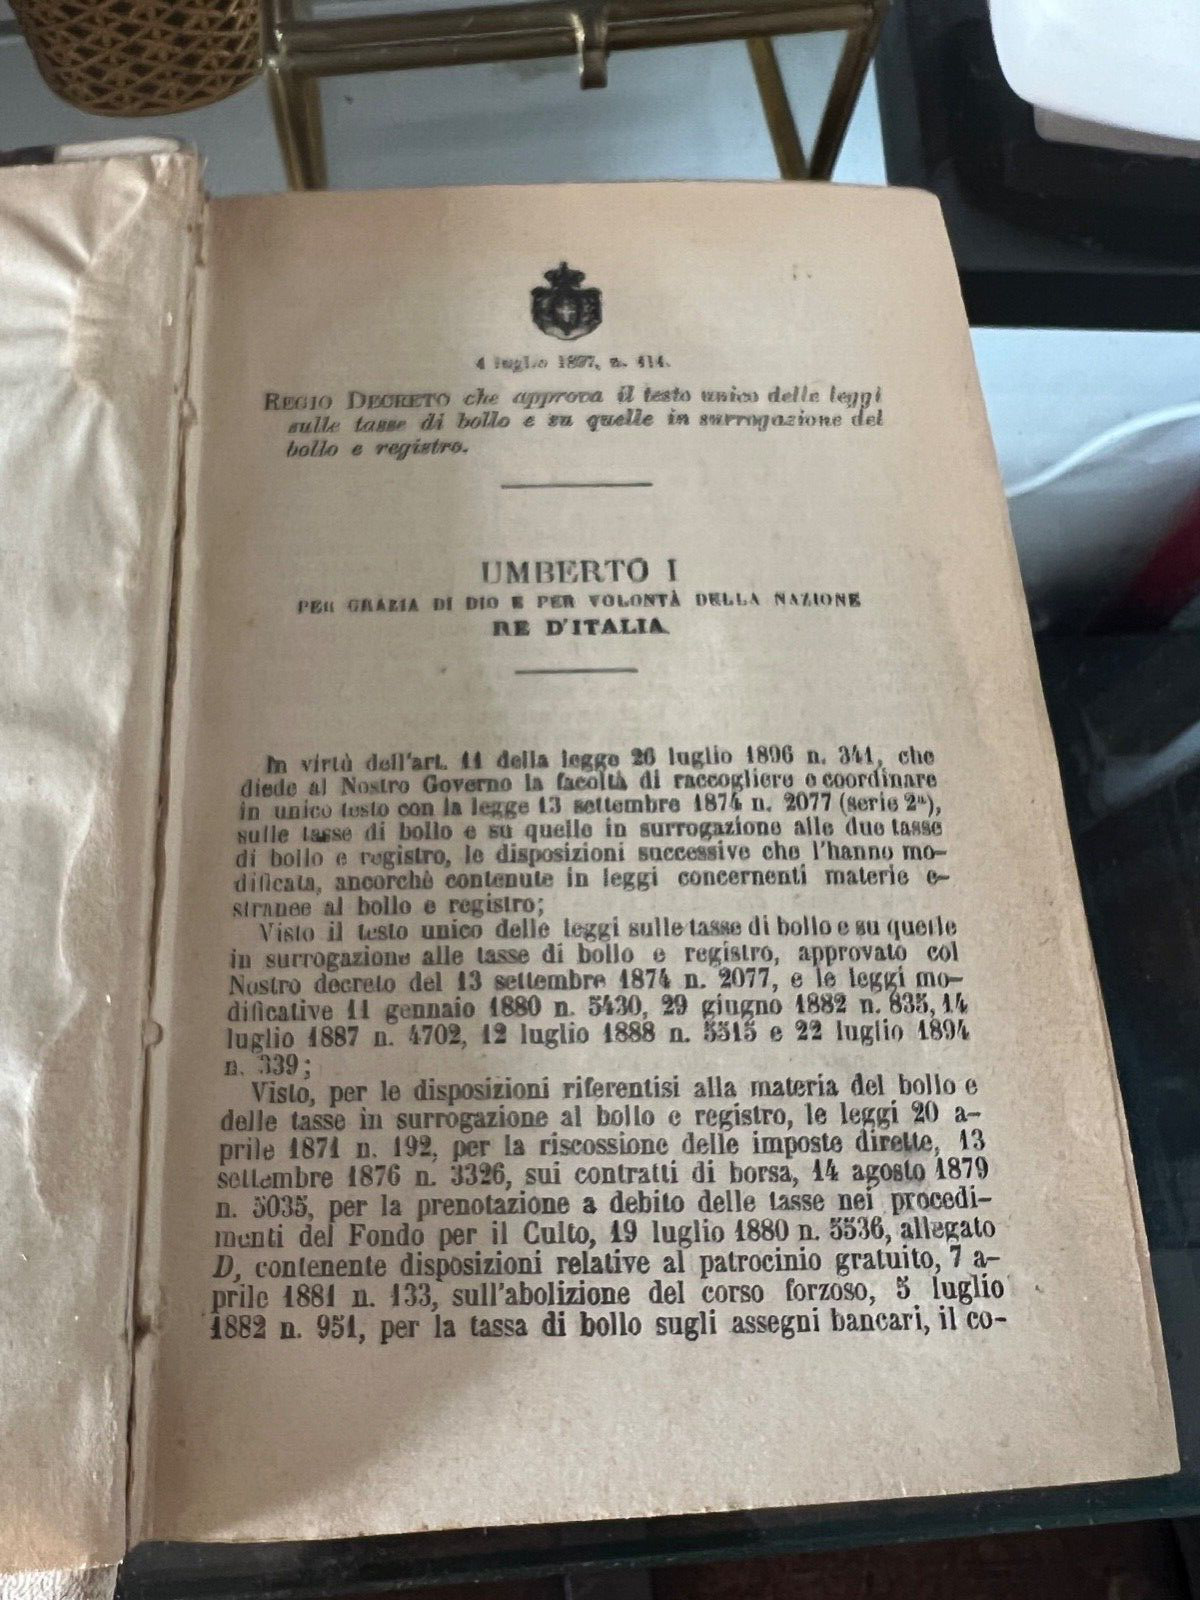 4 luglio 1897, n. 414.
REGIO DECRETO che approva il testo unico delle leggi
sulle tasse di bollo e su quelle in surrogazione del
bollo e registro.
UMBERTO I
PER GRAZIA DI DIO E PER VOLONTÀ DELLA NAZIONE
RE D'ITALIA
In virtù dell'art. 11 della legge 26 luglio 1896 n. 341, che
diede al Nostro Governo la facoltà di raccogliere e coordinare
in unico testo con la legge 13 settembre 1874 n. 2077 (serie 2ª),
sulle tasse di bollo e su quelle in surrogazione alle due tasse
di bollo e registro, le disposizioni successive che l'hanno mo-
dificata, ancorchè contenute in leggi concernenti materie e-
stranee al bollo e registro;
Visto il testo unico delle leggi sulle tasse di bollo e su quelle
in surrogazione alle tasse di bollo e registro, approvato col
Nostro decreto del 13 settembre 1874 n. 2077, e le leggi mo-
dificative 11 gennaio 1880 n. 5430, 29 giugno 1882 n. 835, 14
luglio 1887 n. 4702, 12 luglio 1888 n. 5515 e 22 luglio 1894
n. 339;
Visto, per le disposizioni riferentisi alla materia del bollo e
delle tasse in surrogazione al bollo e registro, le leggi 20 a-
prile 1871 n. 192, per la riscossione delle imposte dirette, 13
settembre 1876 n. 3326, sui contratti di borsa, 14 agosto 1879
n. 5035, per la prenotazione a debito delle tasse nei procedi-
menti del Fondo per il Culto, 19 luglio 1880 n. 5536, allegato
D, contenente disposizioni relative al patrocinio gratuito, 7 a-
prile 1881 n. 133, sull'abolizione del corso forzoso, 5 luglio
1882 n. 951, per la tassa di bollo sugli assegni bancari, il co-